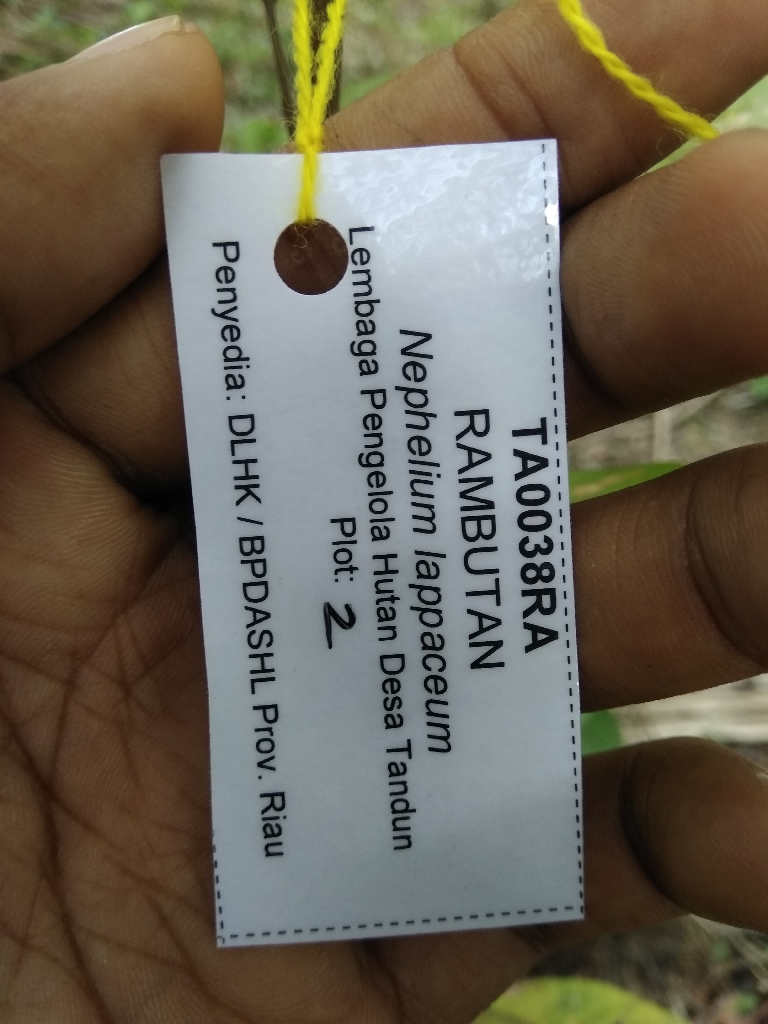 TA0038RA
RAMBUTAN
Nephelium lappaceum
Lembaga Pengelola Hutan Desa Tandun
Plot: 2
Penyedia: DLHK / BPDASHL Prov. Riau